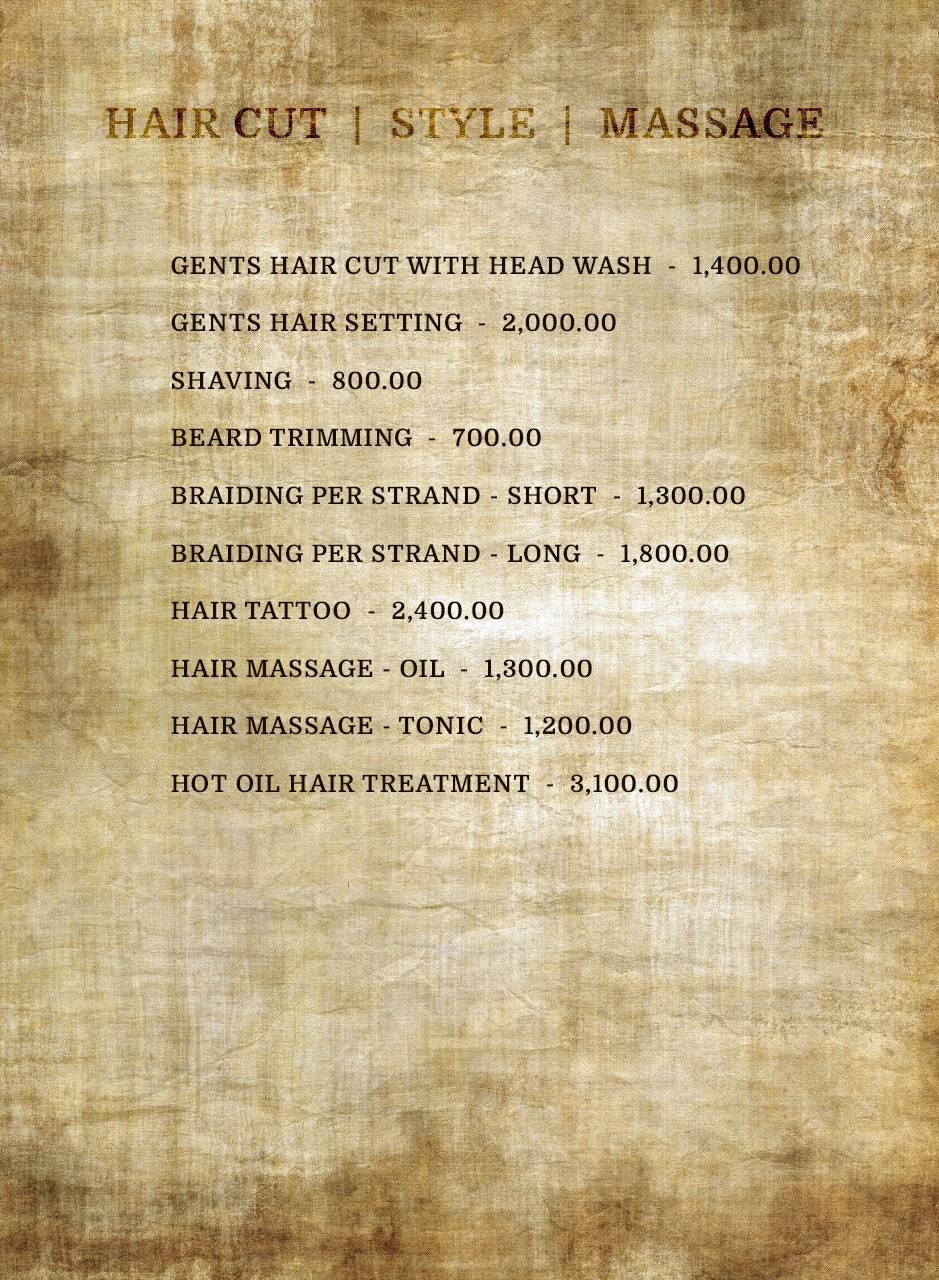 HAIR CUT | STYLE | MASSAGE
GENTS HAIR CUT WITH HEAD WASH - 1,400.00
GENTS HAIR SETTING - 2,000.00
SHAVING - 800.00
BEARD TRIMMING - 700.00
BRAIDING PER STRAND - SHORT - 1,300.00
BRAIDING PER STRAND - LONG - 1,800.00
HAIR TATTOO - 2,400.00
HAIR MASSAGE - OIL - 1,300.00
HAIR MASSAGE - TONIC - 1,200.00
HOT OIL HAIR TREATMENT - 3,100.00